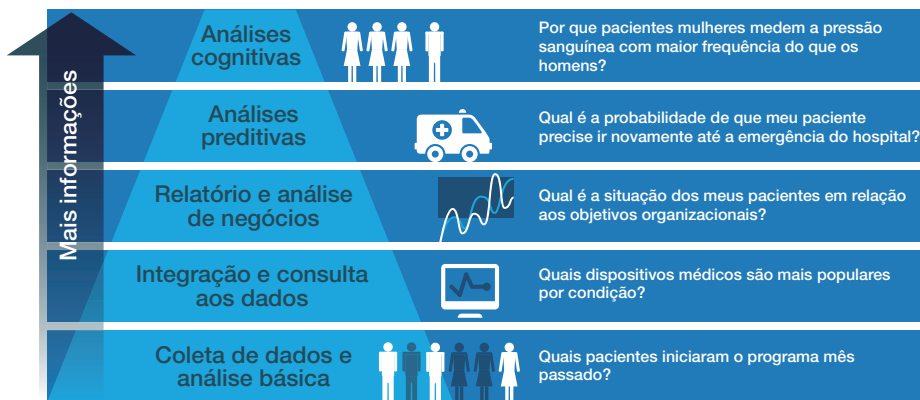 Mais informações
Análises
cognitivas
Por que pacientes mulheres medem a pressão
sanguínea com maior frequência do que os
homens?
Análises
preditivas
Qual é a probabilidade de que meu paciente
precise ir novamente até a emergência do hospital?
Relatório e análise
de negócios
Qual é a situação dos meus pacientes em relação
aos objetivos organizacionais?
Integração e consulta
aos dados
Quais dispositivos médicos são mais populares
por condição?
Coleta de dados e
análise básica
Quais pacientes iniciaram o programa mês
passado?